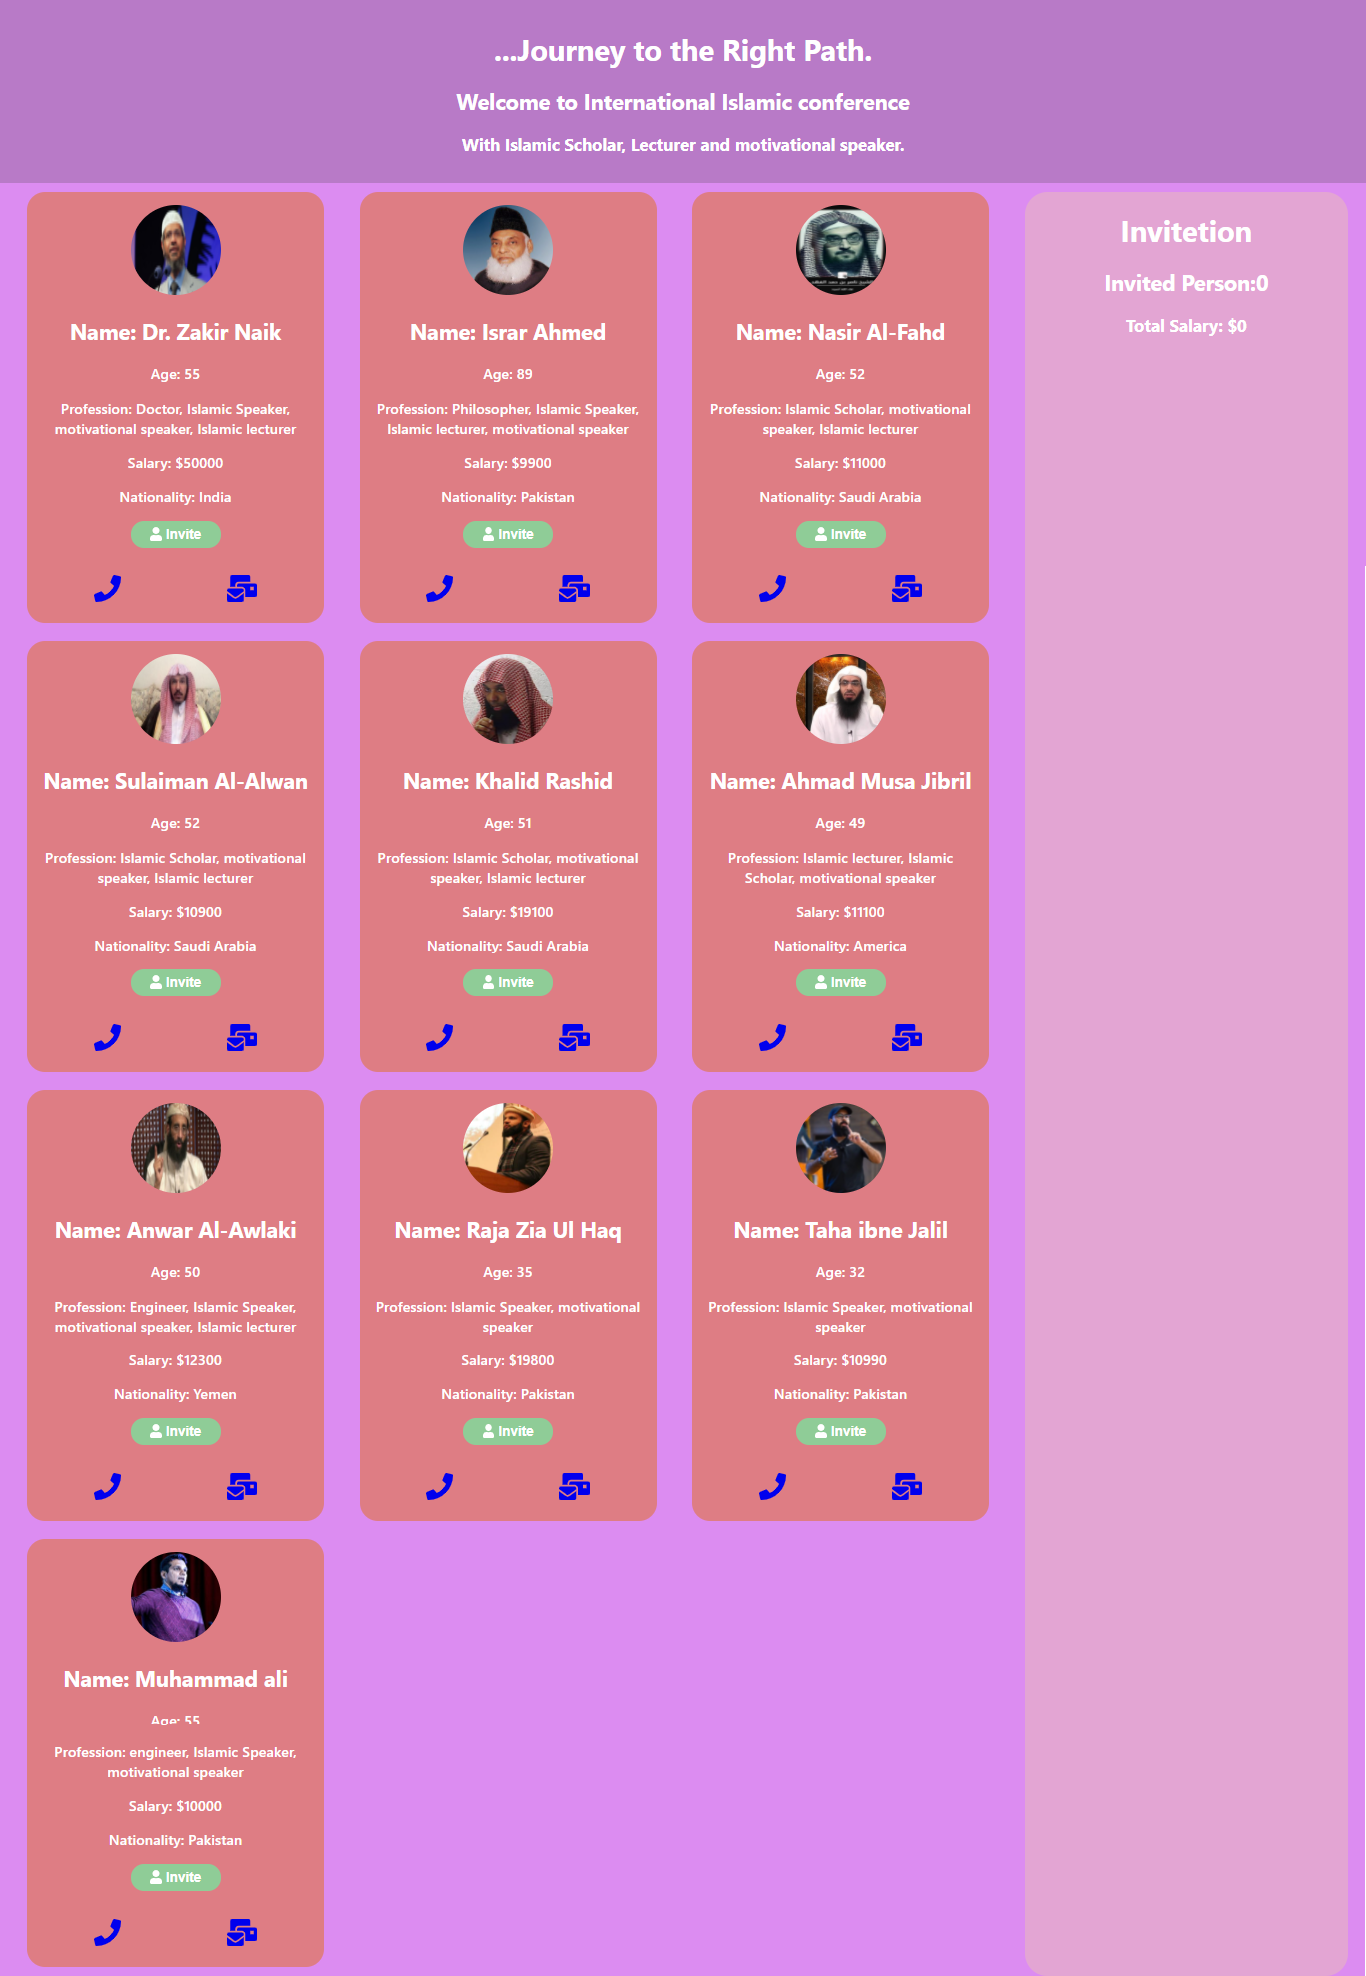 ...Journey to the Right Path.
Welcome to International Islamic conference
With Islamic Scholar, Lecturer and motivational speaker.
Name: Dr. Zakir Naik
Age: 55
Profession: Doctor, Islamic Speaker,
motivational speaker, Islamic lecturer
Salary: $50000
Nationality: India
Invite
Name: Israr Ahmed
Age: 89
Profession: Philosopher, Islamic Speaker,
Islamic lecturer, motivational speaker
Salary: $9900
Nationality: Pakistan
Invite
Name: Nasir Al-Fahd
Age: 52
Profession: Islamic Scholar, motivational
speaker, Islamic lecturer
Salary: $11000
Nationality: Saudi Arabia
Invite
Invitetion
Invited Person:0
Total Salary: $0
Name: Sulaiman Al-Alwan
Age: 52
Profession: Islamic Scholar, motivational
speaker, Islamic lecturer
Salary: $10900
Nationality: Saudi Arabia
Invite
Name: Khalid Rashid
Age: 51
Profession: Islamic Scholar, motivational
speaker, Islamic lecturer
Salary: $19100
Nationality: Saudi Arabia
Invite
Name: Ahmad Musa Jibril
Age: 49
Profession: Islamic lecturer, Islamic
Scholar, motivational speaker
Salary: $11100
Nationality: America
Invite
Name: Anwar Al-Awlaki
Age: 50
Profession: Engineer, Islamic Speaker,
motivational speaker, Islamic lecturer
Salary: $12300
Nationality: Yemen
Invite
Name: Raja Zia Ul Haq
Age: 35
Profession: Islamic Speaker, motivational
speaker
Salary: $19800
Nationality: Pakistan
Invite
Name: Taha ibne Jalil
Age: 32
Profession: Islamic Speaker, motivational
speaker
Salary: $10990
Nationality: Pakistan
Invite
Name: Muhammad ali
Age: 55
Profession: engineer, Islamic Speaker,
motivational speaker
Salary: $10000
Nationality: Pakistan
Invite